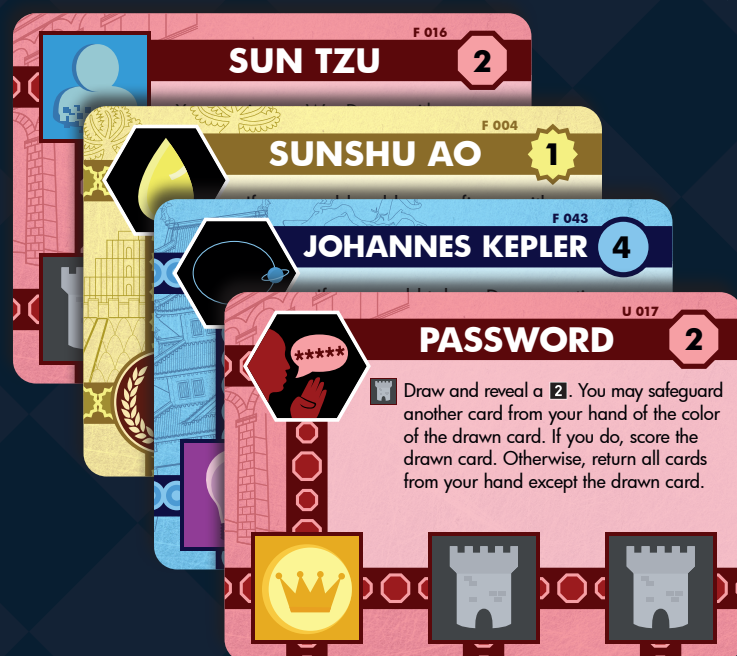 F 016
SUN TZU
2
F 004
SUNSHU AO
1
F 043
JOHANNES KEPLER
4
U 017
PASSWORD
2
*****
Draw and reveal a 2. You may safeguard
another card from your hand of the color
of the drawn card. If you do, score the
drawn card. Otherwise, return all cards
from your hand except the drawn card.